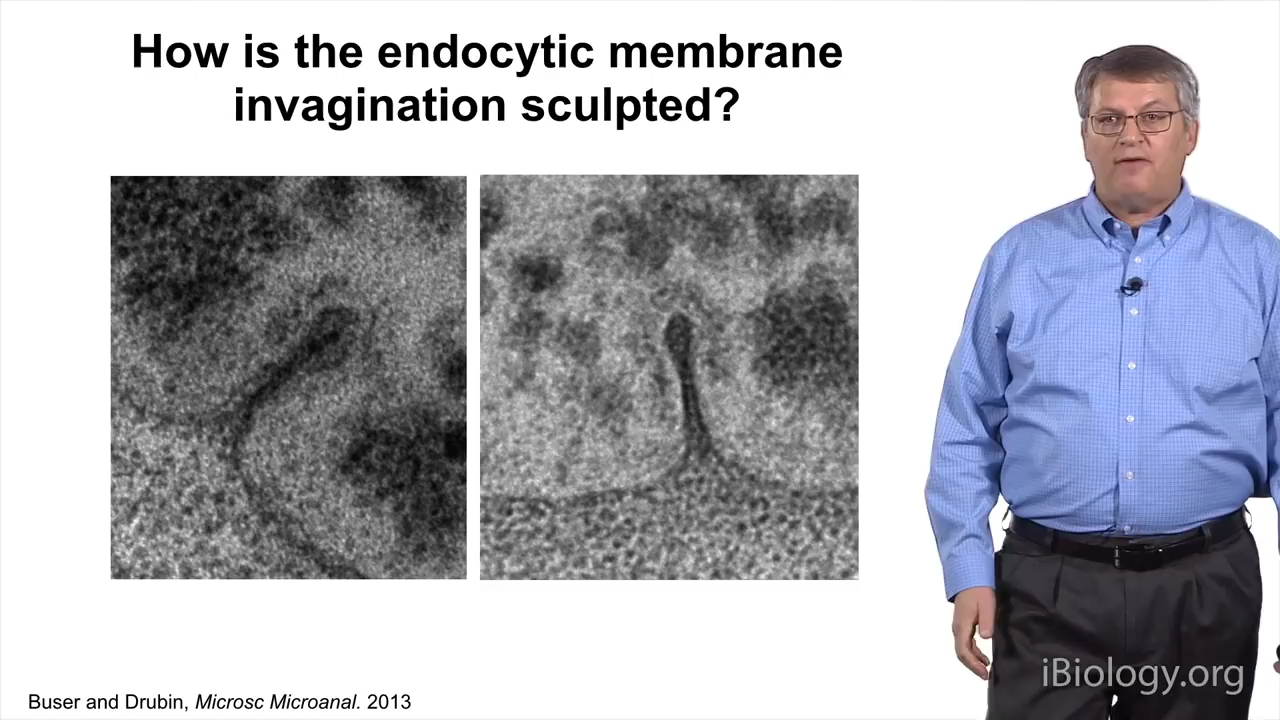 How is the endocytic membrane
invagination sculpted?
iBiology.org
Buser and Drubin, Microsc Microanal. 2013